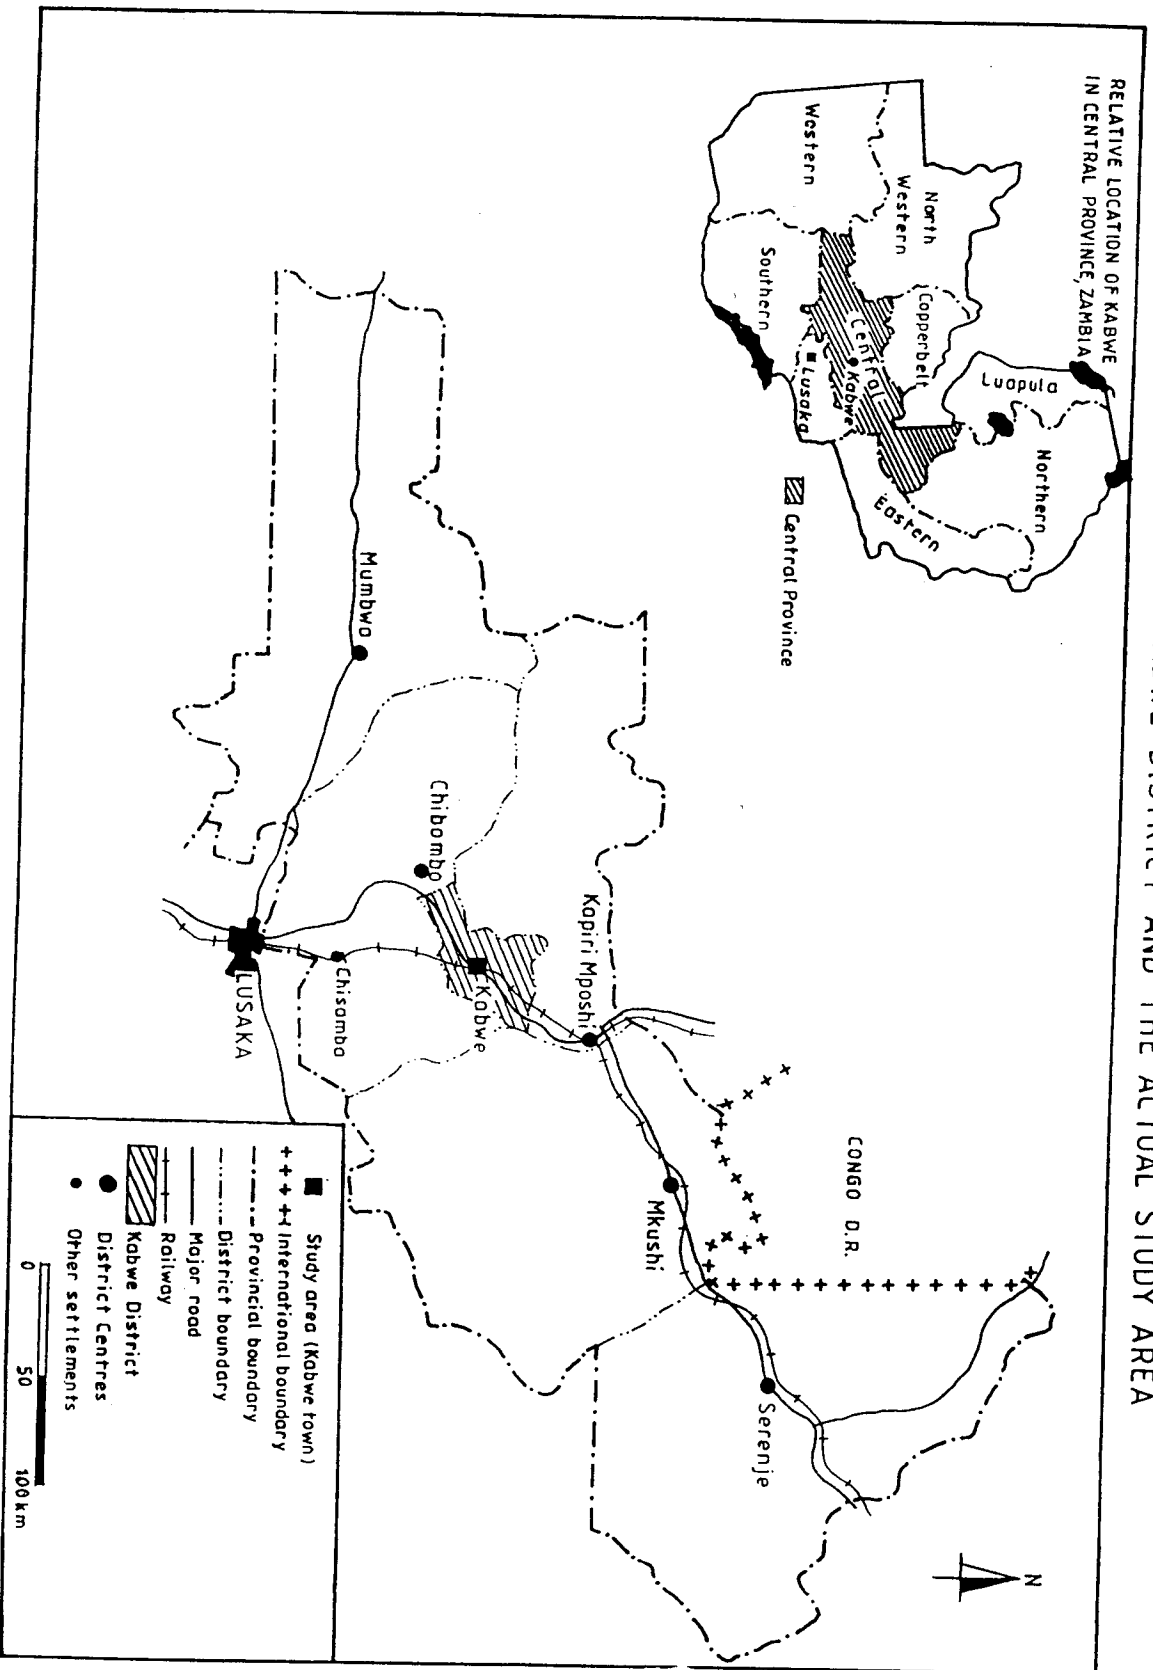 DISTRICT AND THE ACTUAL STUDY AREA
RELATIVE LOCATION OF KABWE
IN CENTRAL PROVINCE, ZAMBIA
Luapula
Northern
North
Western
Copperbelt
Western
Central
Kabwe
Eastern
Southern
Lusaka
Central Province
N
CONGO D.R.
Serenje
Mkushi
Kapiri Mposhi
Kabwe
Chibombo
Mumbwa
Chisamba
LUSAKA
Study area (Kabwe town)
International boundary
Provincial boundary
District boundary
Major road
Railway
Kabwe District
District Centres
Other settlements
0 50 100 km